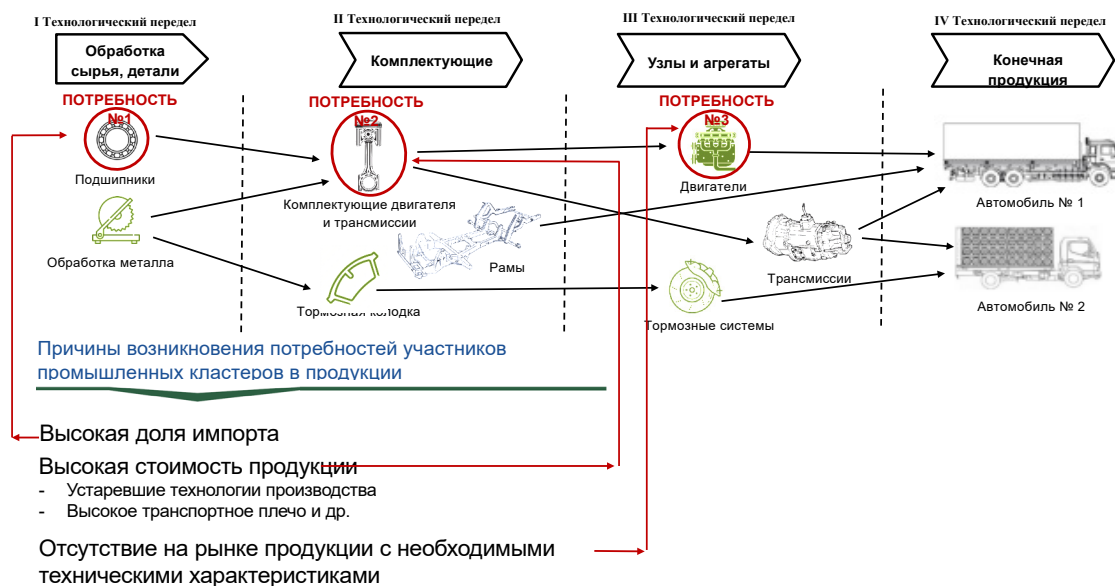 I Технологический передел
II Технологический передел
III Технологический передел
IV Технологический передел
Обработка
сырья, детали
Комплектующие
Узлы и агрегаты
Конечная
продукция
ПОТРЕБНОСТЬ
№1
ПОТРЕБНОСТЬ
№2
ПОТРЕБНОСТЬ
№3
Подшипники
Комплектующие двигателя
и трансмиссии
Двигатели
Автомобиль № 1
Обработка металла
Рамы
Трансмиссии
Тормозная колодка
Тормозные системы
Автомобиль № 2
Причины возникновения потребностей участников
промышленных кластеров в продукции
Высокая доля импорта
Высокая стоимость продукции
- Устаревшие технологии производства
- Высокое транспортное плечо и др.
Отсутствие на рынке продукции с необходимыми
техническими характеристиками